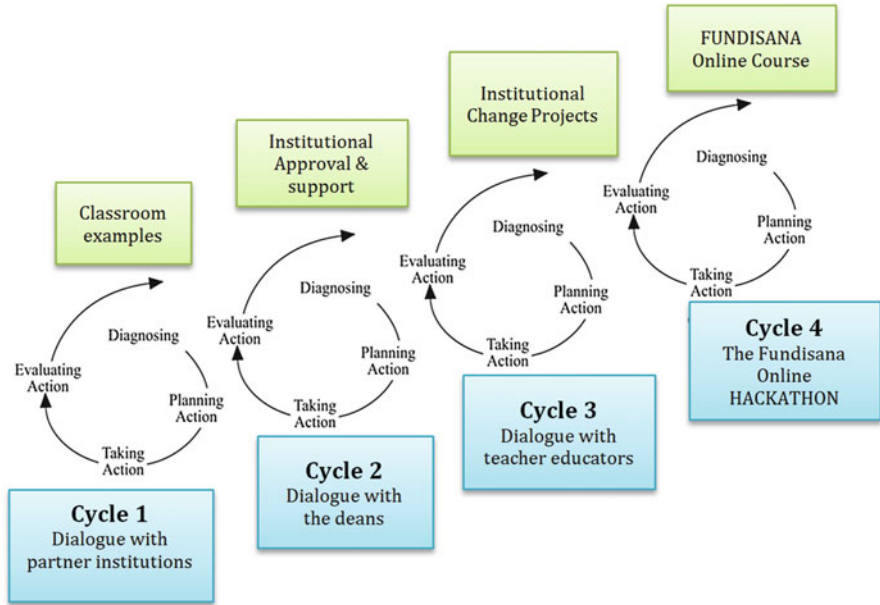 Classroom
examples
Diagnosing
Planning
Action
Taking
Action
Evaluating
Action
Cycle 1
Dialogue with
partner institutions
Institutional
Approval &
support
Diagnosing
Planning
Action
Taking
Action
Evaluating
Action
Cycle 2
Dialogue with
the deans
Institutional
Change Projects
Diagnosing
Planning
Action
Taking
Action
Evaluating
Action
Cycle 3
Dialogue with
teacher educators
FUNDISANA
Online Course
Diagnosing
Planning
Action
Taking
Action
Evaluating
Action
Cycle 4
The Fundisana
Online
HACKATHON